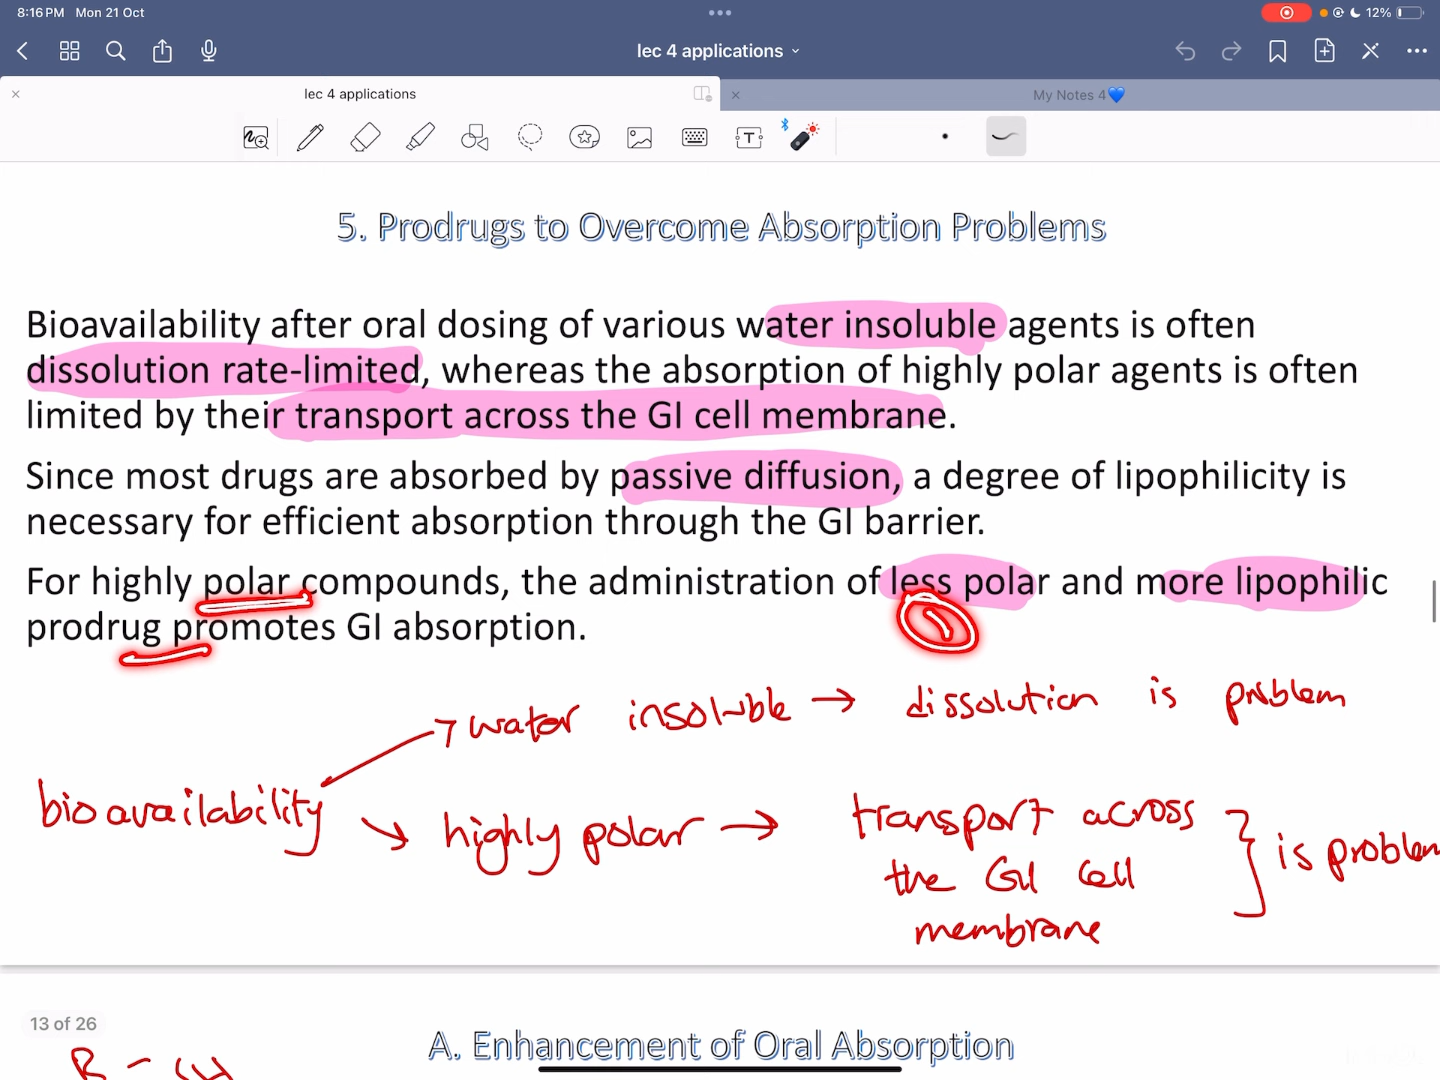 8:16 PM Mon 21 Oct
12%
lec 4 applications
lec 4 applications
My Notes 4💙
5. Prodrugs to Overcome Absorption Problems
Bioavailability after oral dosing of various water insoluble agents is often
dissolution rate-limited, whereas the absorption of highly polar agents is often
limited by their transport across the GI cell membrane.
Since most drugs are absorbed by passive diffusion, a degree of lipophilicity is
necessary for efficient absorption through the GI barrier.
For highly polar compounds, the administration of less polar and more lipophilic
prodrug promotes GI absorption.
→ water insoluble → dissolution is problem
bioavailability
→ highly polar → transport across
the GI cell
membrane
} is problem
13 of 26
A. Enhancement of Oral Absorption